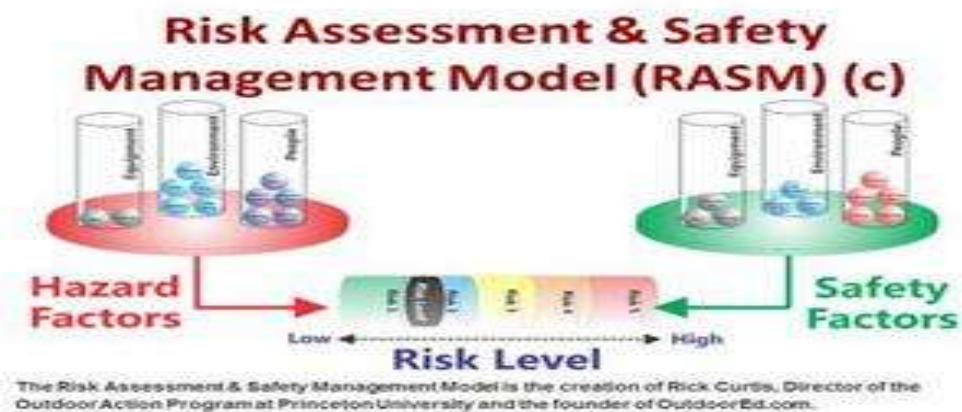 Risk Assessment & Safety
Management Model (RASM) (c)
Equipment
Environment
People
Equipment
Environment
People
Hazard
Factors
Safety
Factors
Low
High
Risk Level
The Risk Assessment & Safety Management Model is the creation of Rick Curtis, Director of the
Outdoor Action Program at Princeton University and the founder of OutdoorEd.com.